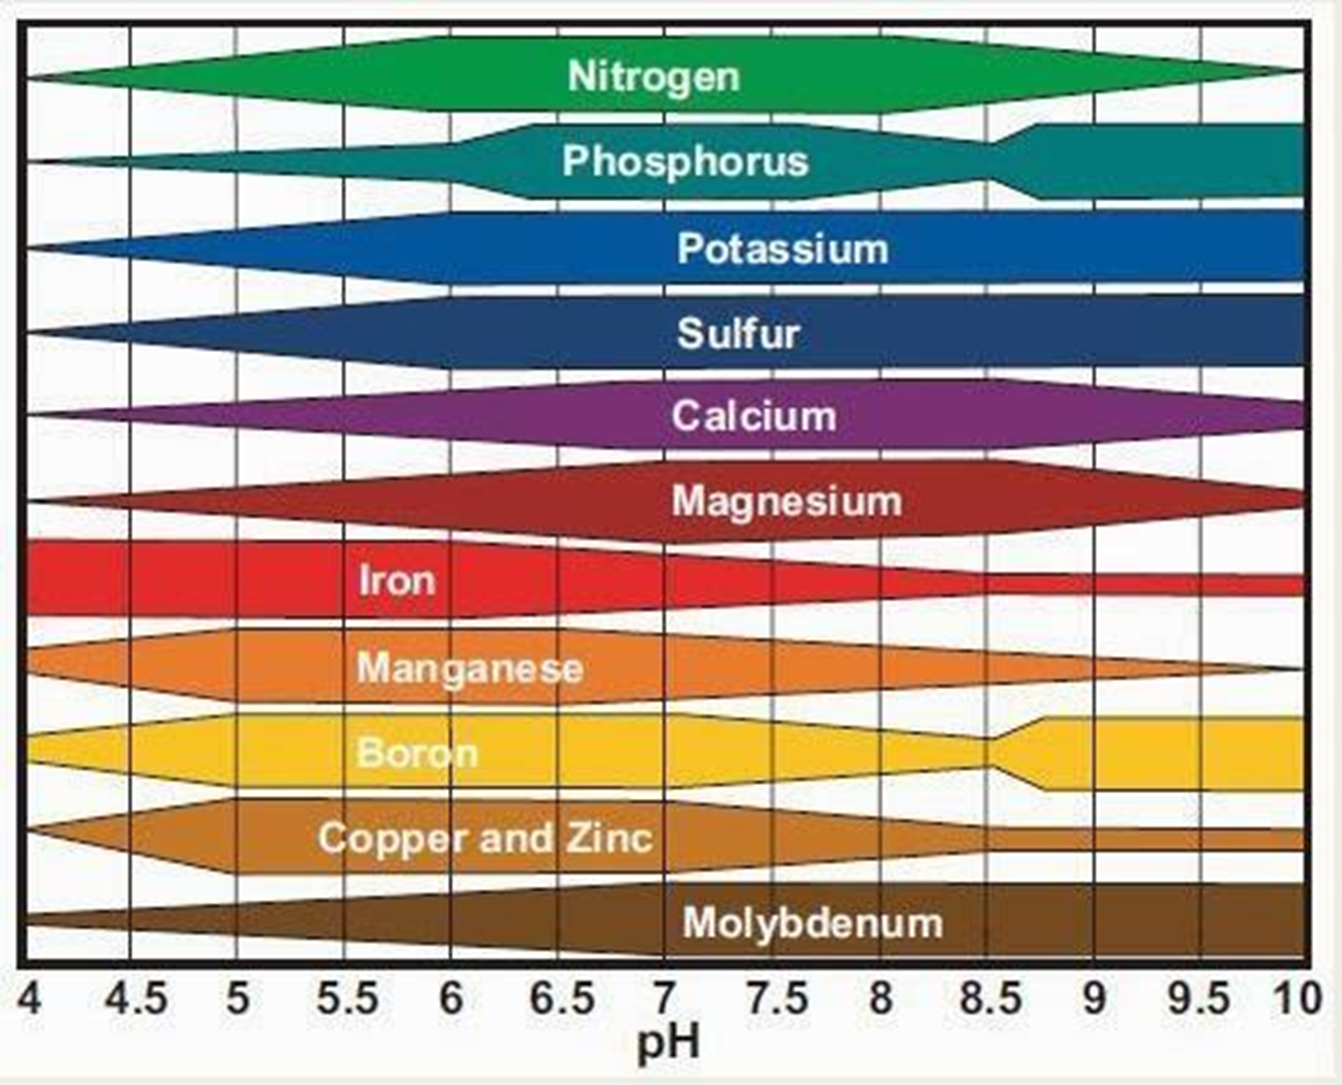 Nitrogen
Phosphorus
Potassium
Sulfur
Calcium
Magnesium
Iron
Manganese
Boron
Copper and Zinc
Molybdenum
4 4.5 5 5.5 6 6.5 7 7.5 8 8.5 9 9.5 10
pH